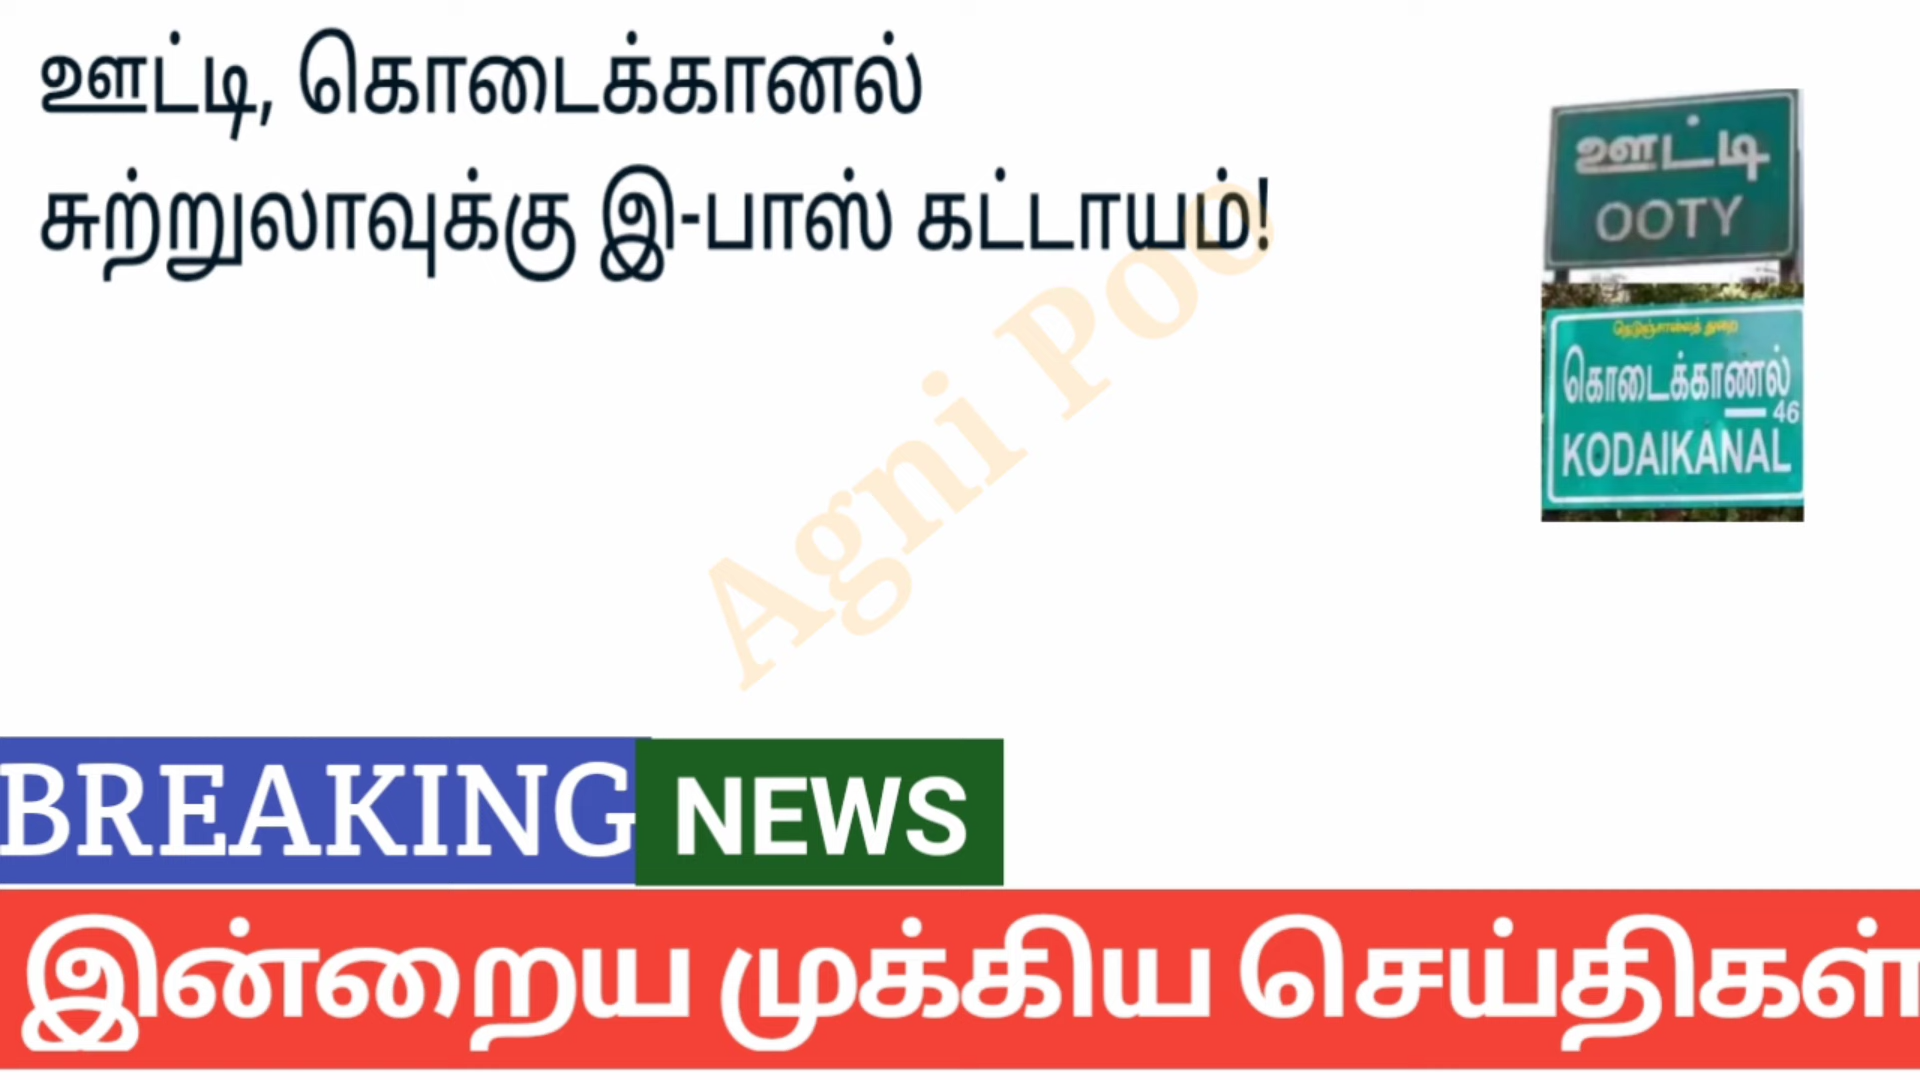 ஊட்டி, கொடைக்கானல்
சுற்றுலாவுக்கு இ-பாஸ் கட்டாயம்!
ஊட்டி
OOTY
நெடுஞ்சாலைத் துறை
கொடைக்காணல்
46
KODAIKANAL
Agni Poo
BREAKING NEWS
இன்றைய முக்கிய செய்திகள்